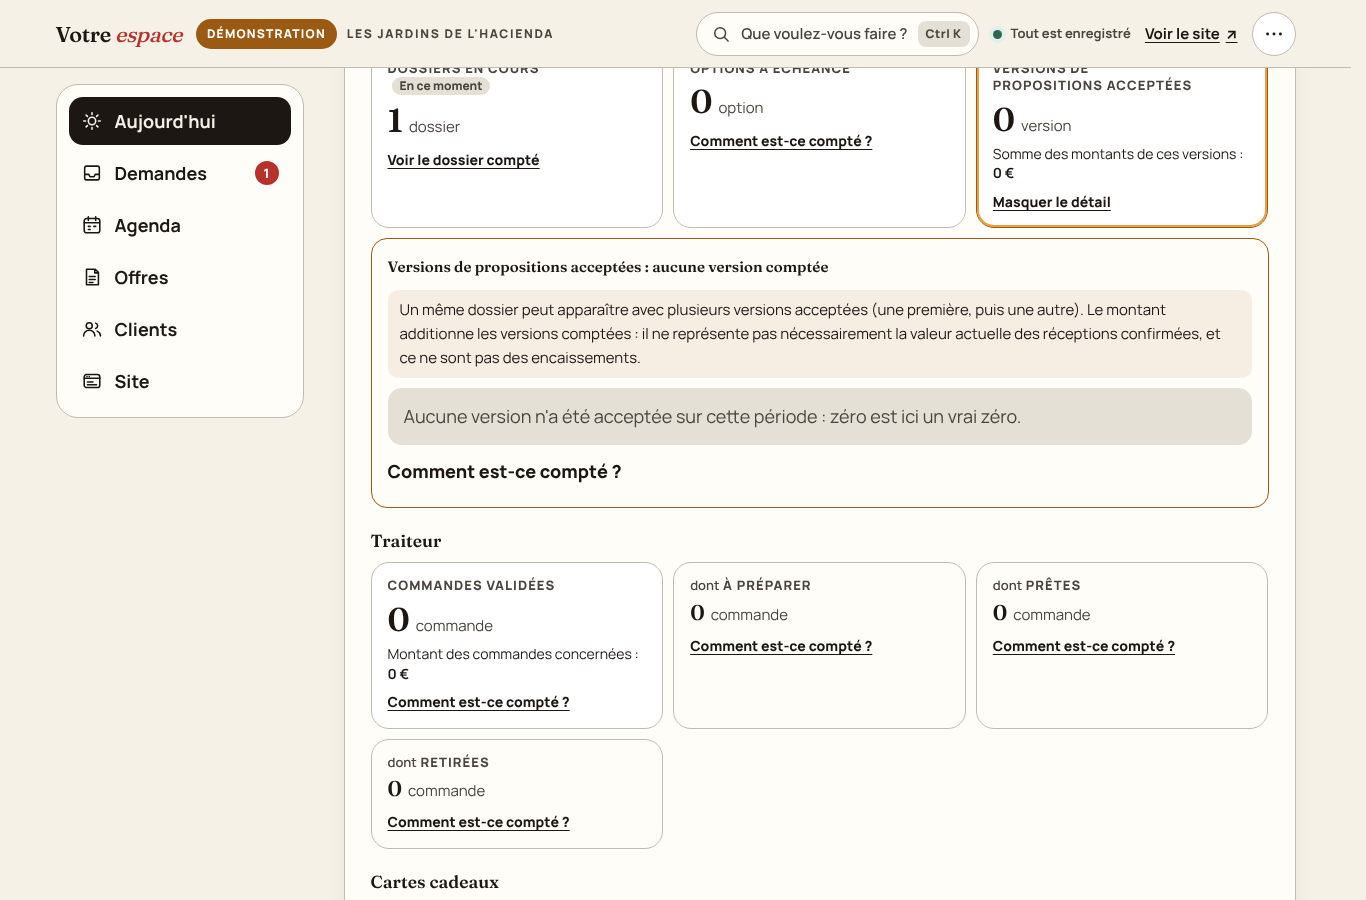 Votre espace
DÉMONSTRATION
LES JARDINS DE L'HACIENDA
Que voulez-vous faire ?
Ctrl K
Tout est enregistré
Voir le site ↗
Aujourd'hui
Demandes
1
Agenda
Offres
Clients
Site
DOSSIERS EN COURS
En ce moment
1 dossier
Voir le dossier compté
OPTIONS À ÉCHÉANCE
0 option
Comment est-ce compté ?
VERSIONS DE
PROPOSITIONS ACCEPTÉES
0 version
Somme des montants de ces versions :
0 €
Masquer le détail
Versions de propositions acceptées : aucune version comptée
Un même dossier peut apparaître avec plusieurs versions acceptées (une première, puis une autre). Le montant
additionne les versions comptées : il ne représente pas nécessairement la valeur actuelle des réceptions confirmées, et
ce ne sont pas des encaissements.
Aucune version n'a été acceptée sur cette période : zéro est ici un vrai zéro.
Comment est-ce compté ?
Traiteur
COMMANDES VALIDÉES
0 commande
Montant des commandes concernées :
0 €
Comment est-ce compté ?
dont À PRÉPARER
0 commande
Comment est-ce compté ?
dont PRÊTES
0 commande
Comment est-ce compté ?
dont RETIRÉES
0 commande
Comment est-ce compté ?
Cartes cadeaux